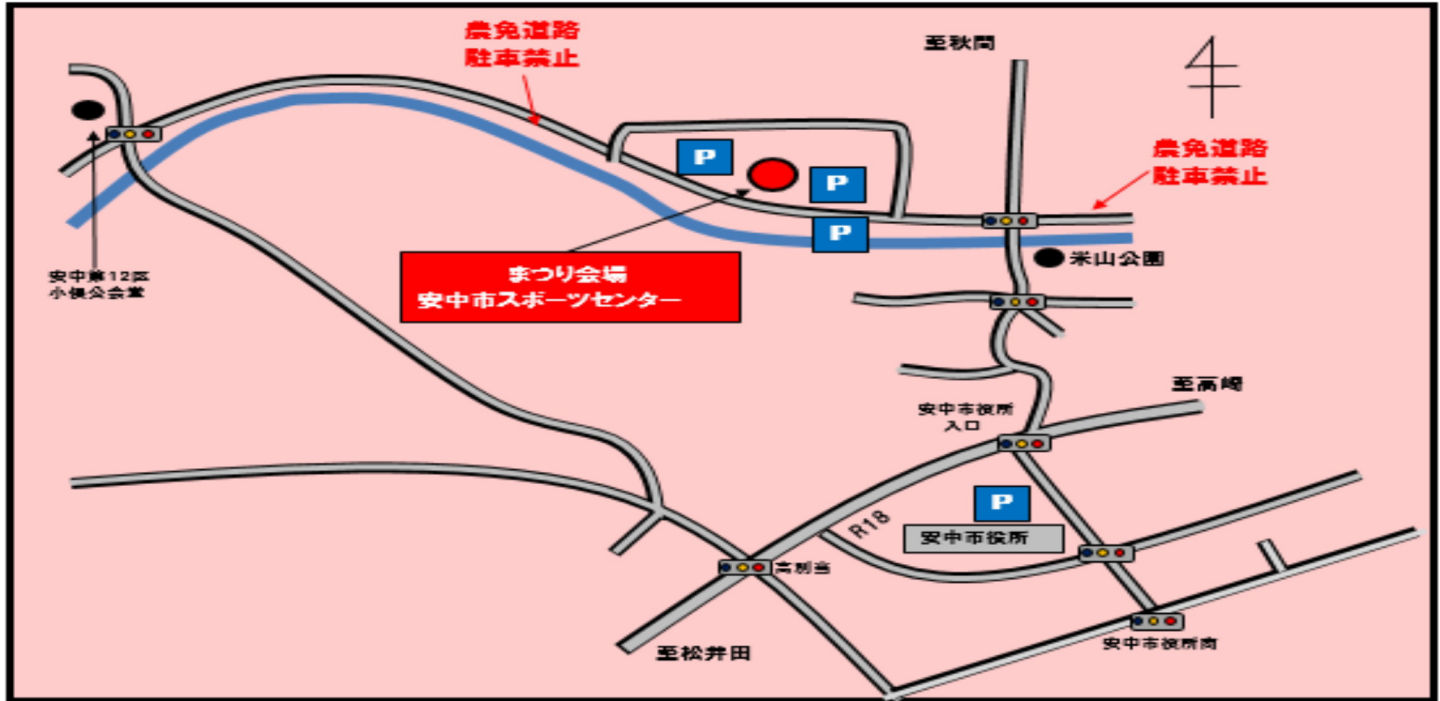 農免道路
駐車禁止
至秋間
農免道路
駐車禁止
P
P
P
米山公園
安中第12区
小俣公会堂
まつり会場
安中市スポーツセンター
至高崎
安中市役所
入口
P
R18
安中市役所
高別当
安中市役所南
至松井田